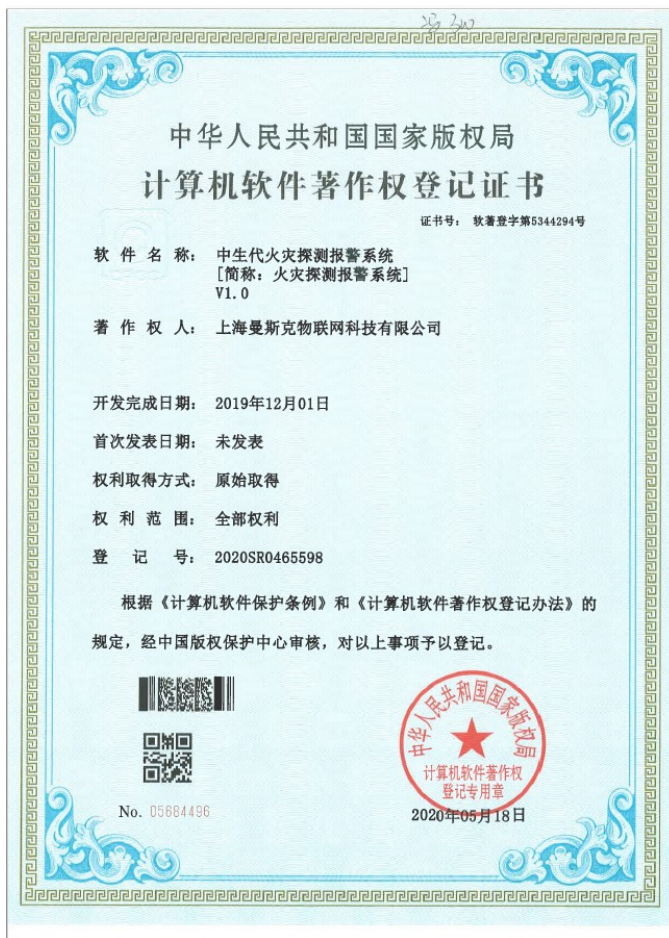 中华人民共和国国家版权局
计算机软件著作权登记证书
证书号： 软著登字第5344294号
软件名称： 中生代火灾探测报警系统
[简称：火灾探测报警系统]
V1.0
著作权人： 上海曼斯克物联网科技有限公司
开发完成日期： 2019年12月01日
首次发表日期： 未发表
权利取得方式： 原始取得
权利范围： 全部权利
登记号： 2020SR0465598
根据《计算机软件保护条例》和《计算机软件著作权登记办法》的
规定，经中国版权保护中心审核，对以上事项予以登记。
中华人民共和国国家版权局
计算机软件著作权
登记专用章
No. 05684496
2020年05月18日